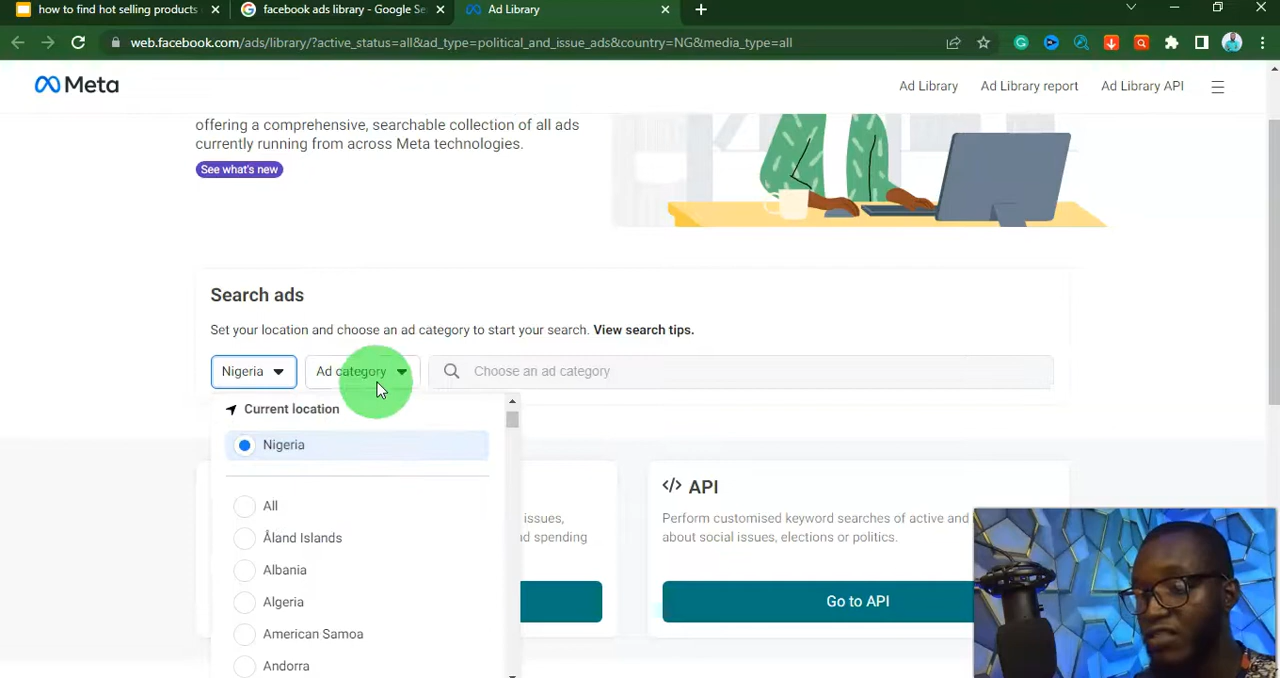 how to find hot selling products
facebook ads library - Google Se
Ad Library
web.facebook.com/ads/library/?active_status=all&ad_type=political_and_issue_ads&country=NG&media_type=all
Meta
Ad Library
Ad Library report
Ad Library API
offering a comprehensive, searchable collection of all ads
currently running from across Meta technologies.
See what's new
Search ads
Set your location and choose an ad category to start your search. View search tips.
Nigeria
Ad category
Choose an ad category
Current location
Nigeria
All
Åland Islands
Albania
Algeria
American Samoa
Andorra
issues,
d spending
</> API
Perform customised keyword searches of active and
about social issues, elections or politics.
Go to API